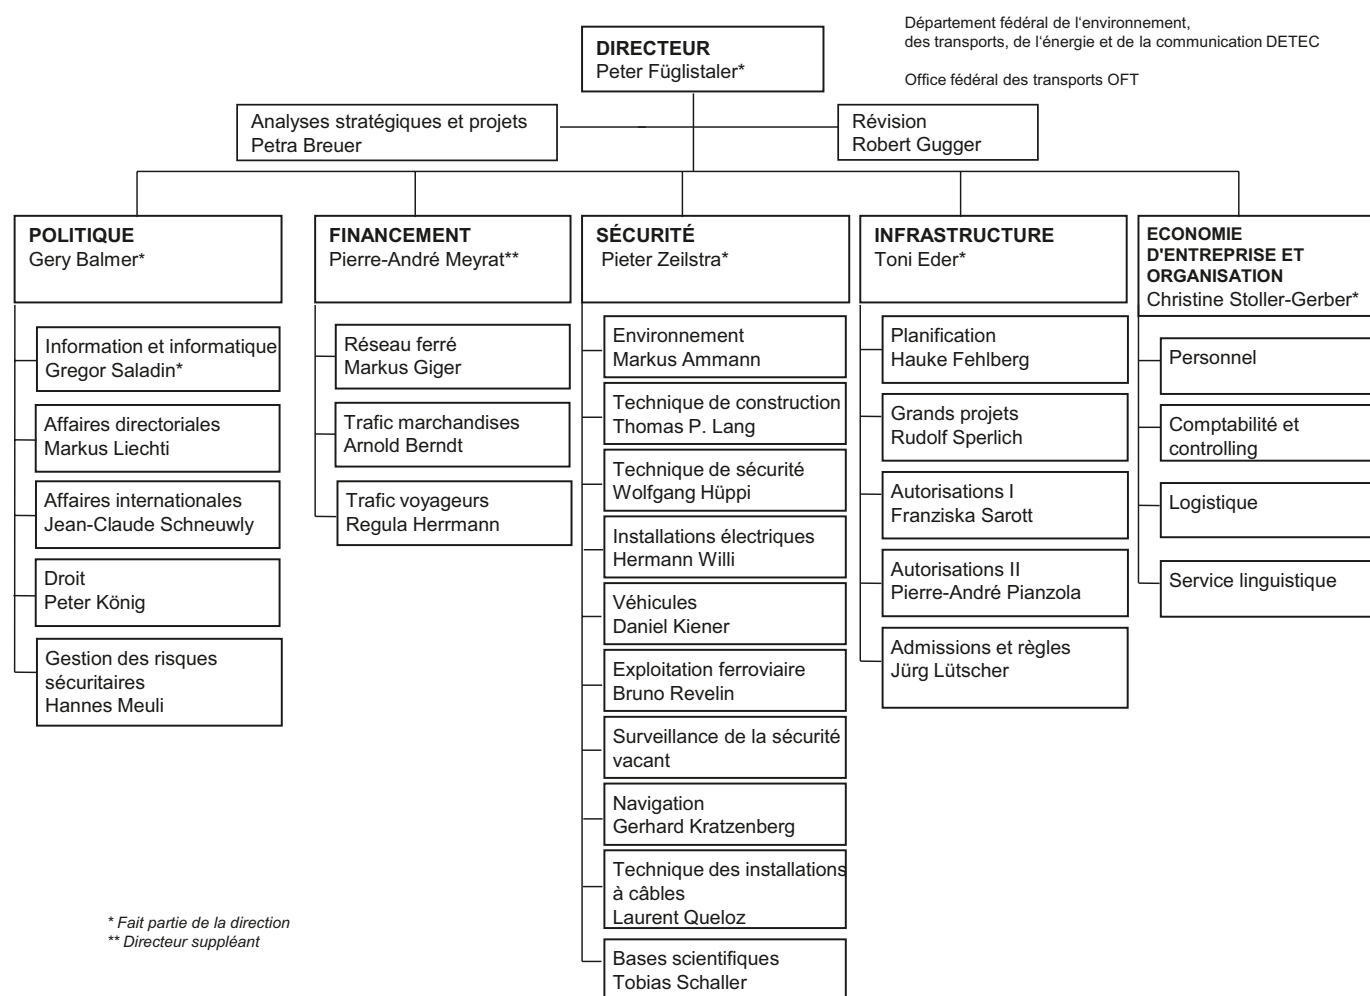 Département fédéral de l‘environnement,
des transports, de l‘énergie et de la communication DETEC
Office fédéral des transports OFT
DIRECTEUR
Peter Füglistaler*
Analyses stratégiques et projets
Petra Breuer
Révision
Robert Gugger
POLITIQUE
Gery Balmer*
Information et informatique
Gregor Saladin*
Affaires directoriales
Markus Liechti
Affaires internationales
Jean-Claude Schneuwly
Droit
Peter König
Gestion des risques
sécuritaires
Hannes Meuli
FINANCEMENT
Pierre-André Meyrat**
Réseau ferré
Markus Giger
Trafic marchandises
Arnold Berndt
Trafic voyageurs
Regula Herrmann
SÉCURITÉ
Pieter Zeilstra*
Environnement
Markus Ammann
Technique de construction
Thomas P. Lang
Technique de sécurité
Wolfgang Hüppi
Installations électriques
Hermann Willi
Véhicules
Daniel Kiener
Exploitation ferroviaire
Bruno Revelin
Surveillance de la sécurité
vacant
Navigation
Gerhard Kratzenberg
Technique des installations
à câbles
Laurent Queloz
Bases scientifiques
Tobias Schaller
INFRASTRUCTURE
Toni Eder*
Planification
Hauke Fehlberg
Grands projets
Rudolf Sperlich
Autorisations I
Franziska Sarott
Autorisations II
Pierre-André Pianzola
Admissions et règles
Jürg Lütscher
ECONOMIE
D'ENTREPRISE ET
ORGANISATION
Christine Stoller-Gerber*
Personnel
Comptabilité et
controlling
Logistique
Service linguistique
* Fait partie de la direction
** Directeur suppléant